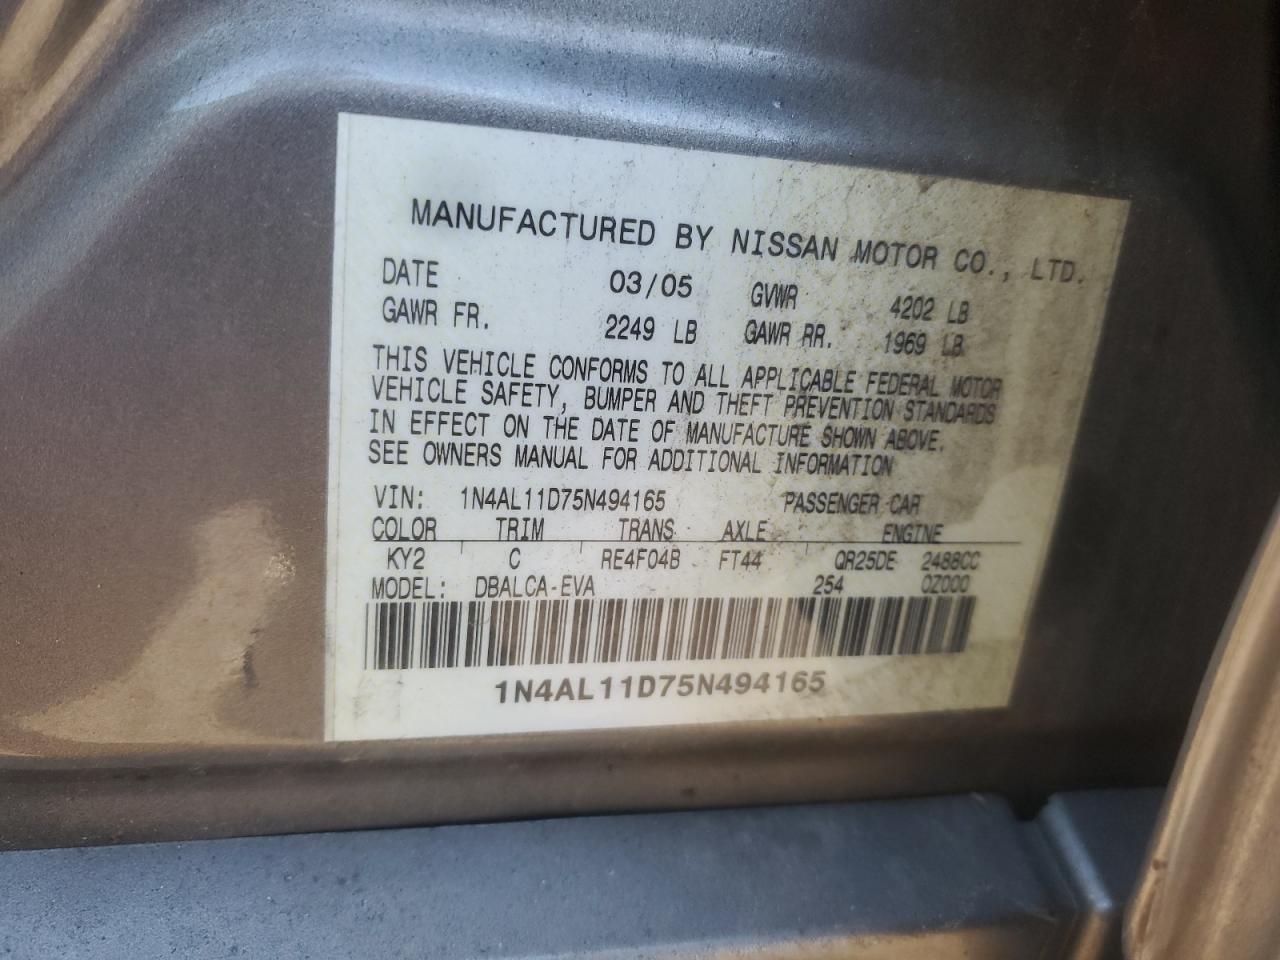 MANUFACTURED BY NISSAN MOTOR CO., LTD.
DATE 03/05 GVWR 4202 LB
GAWR FR. 2249 LB GAWR RR. 1969 LB
THIS VEHICLE CONFORMS TO ALL APPLICABLE FEDERAL MOTOR
VEHICLE SAFETY, BUMPER AND THEFT PREVENTION STANDARDS
IN EFFECT ON THE DATE OF MANUFACTURE SHOWN ABOVE.
SEE OWNERS MANUAL FOR ADDITIONAL INFORMATION
VIN: 1N4AL11D75N494165 PASSENGER CAR
COLOR TRIM TRANS AXLE ENGINE
KY2 C RE4F04B FT44 QR25DE 2488CC
MODEL: DBALCA-EVA 254 0Z000
1N4AL11D75N494165